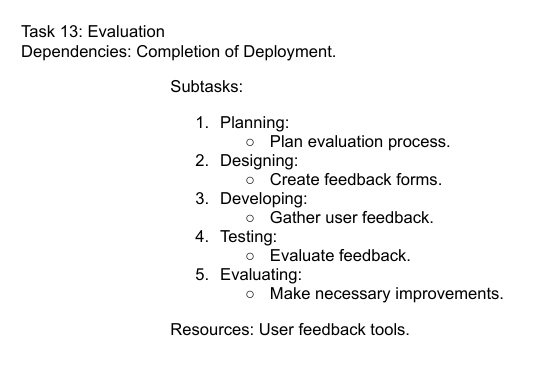 Task 13: Evaluation
Dependencies: Completion of Deployment.
Subtasks:
1. Planning:
○ Plan evaluation process.
2. Designing:
○ Create feedback forms.
3. Developing:
○ Gather user feedback.
4. Testing:
○ Evaluate feedback.
5. Evaluating:
○ Make necessary improvements.
Resources: User feedback tools.